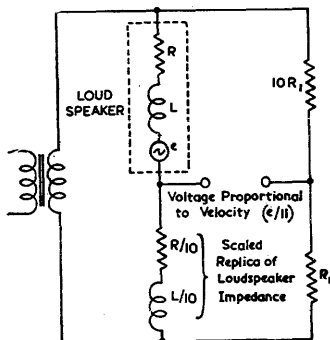 R
10R₁
LOUD
SPEAKER
L
e
Voltage Proportional
to Velocity (e/11)
R/10
Scaled
Replica of
Loudspeaker
Impedance
L/10
R₁